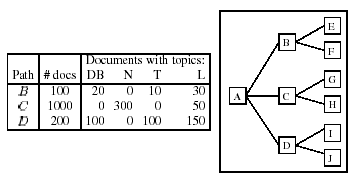 Documents with topics:
Path # docs DB N T L
B 100 20 0 10 30
C 1000 0 300 0 50
D 200 100 0 100 150
A
B
C
D
E
F
G
H
I
J